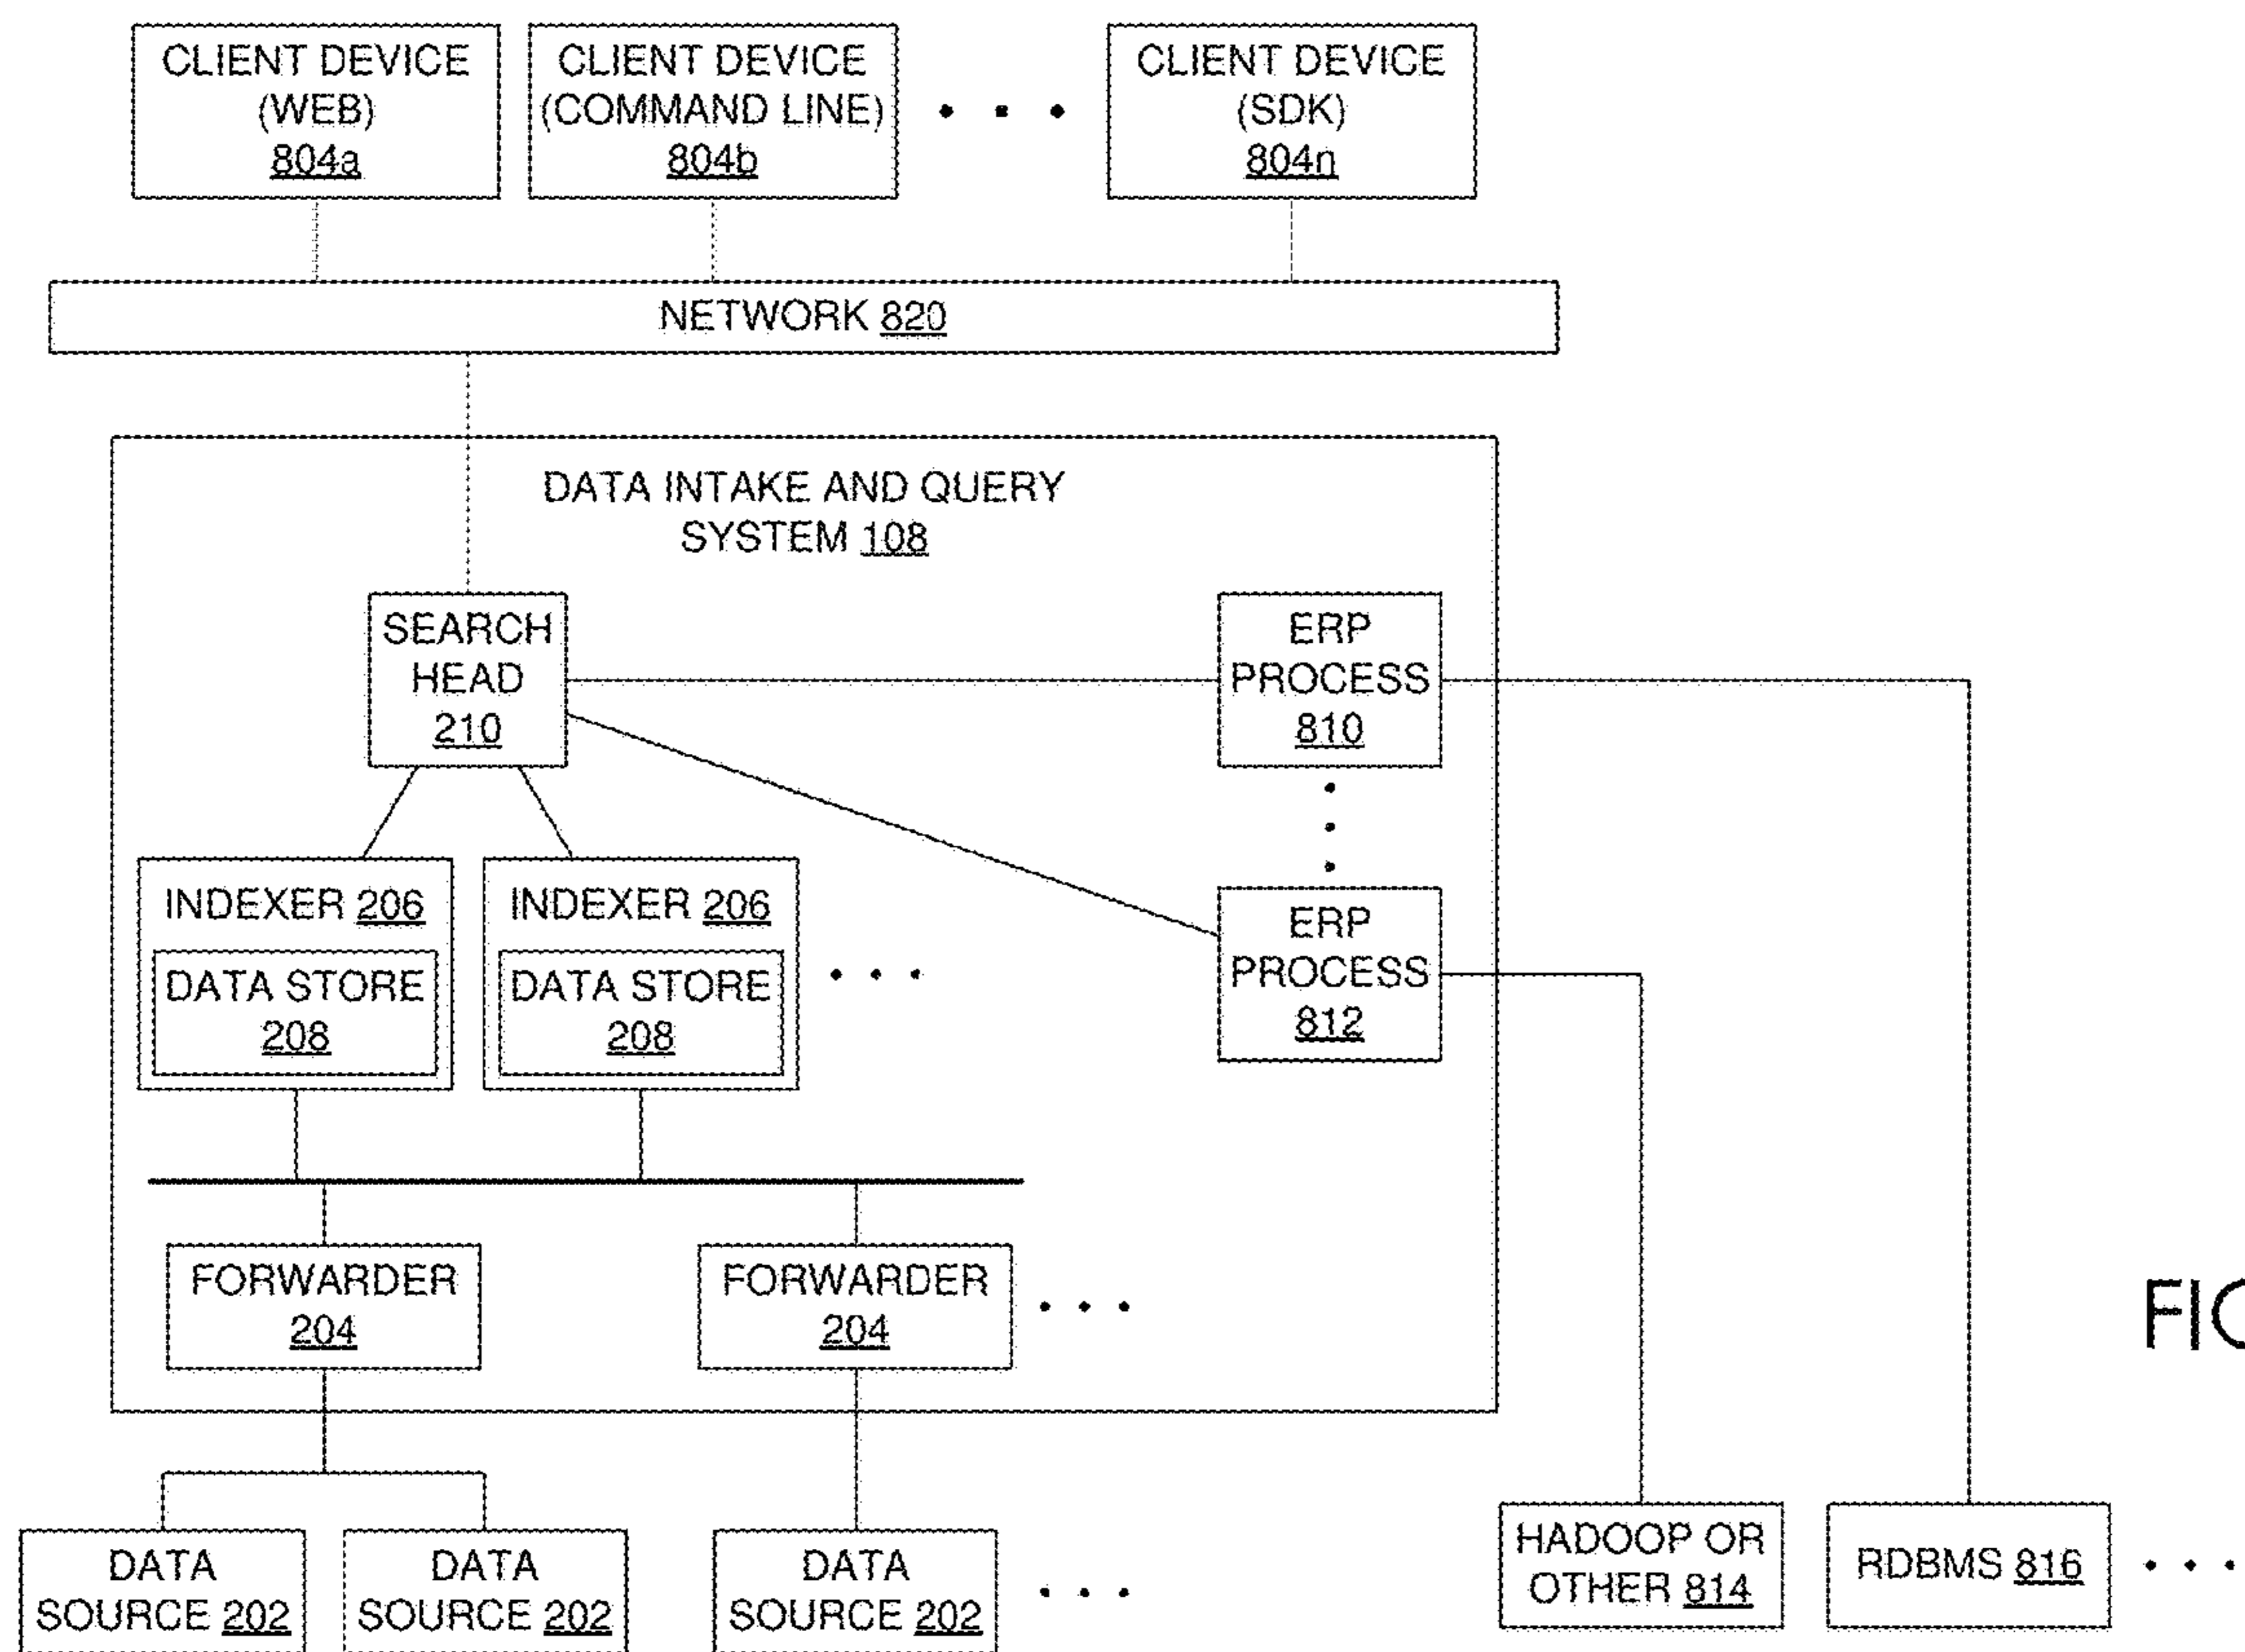 CLIENT DEVICE
(WEB)
804a
CLIENT DEVICE
(COMMAND LINE)
804b
CLIENT DEVICE
(SDK)
804n
NETWORK 820
DATA INTAKE AND QUERY
SYSTEM 108
SEARCH
HEAD
210
ERP
PROCESS
810
INDEXER 206
DATA STORE
208
INDEXER 206
DATA STORE
208
ERP
PROCESS
812
FORWARDER
204
FORWARDER
204
DATA
SOURCE 202
DATA
SOURCE 202
DATA
SOURCE 202
HADOOP OR
OTHER 814
RDBMS 816